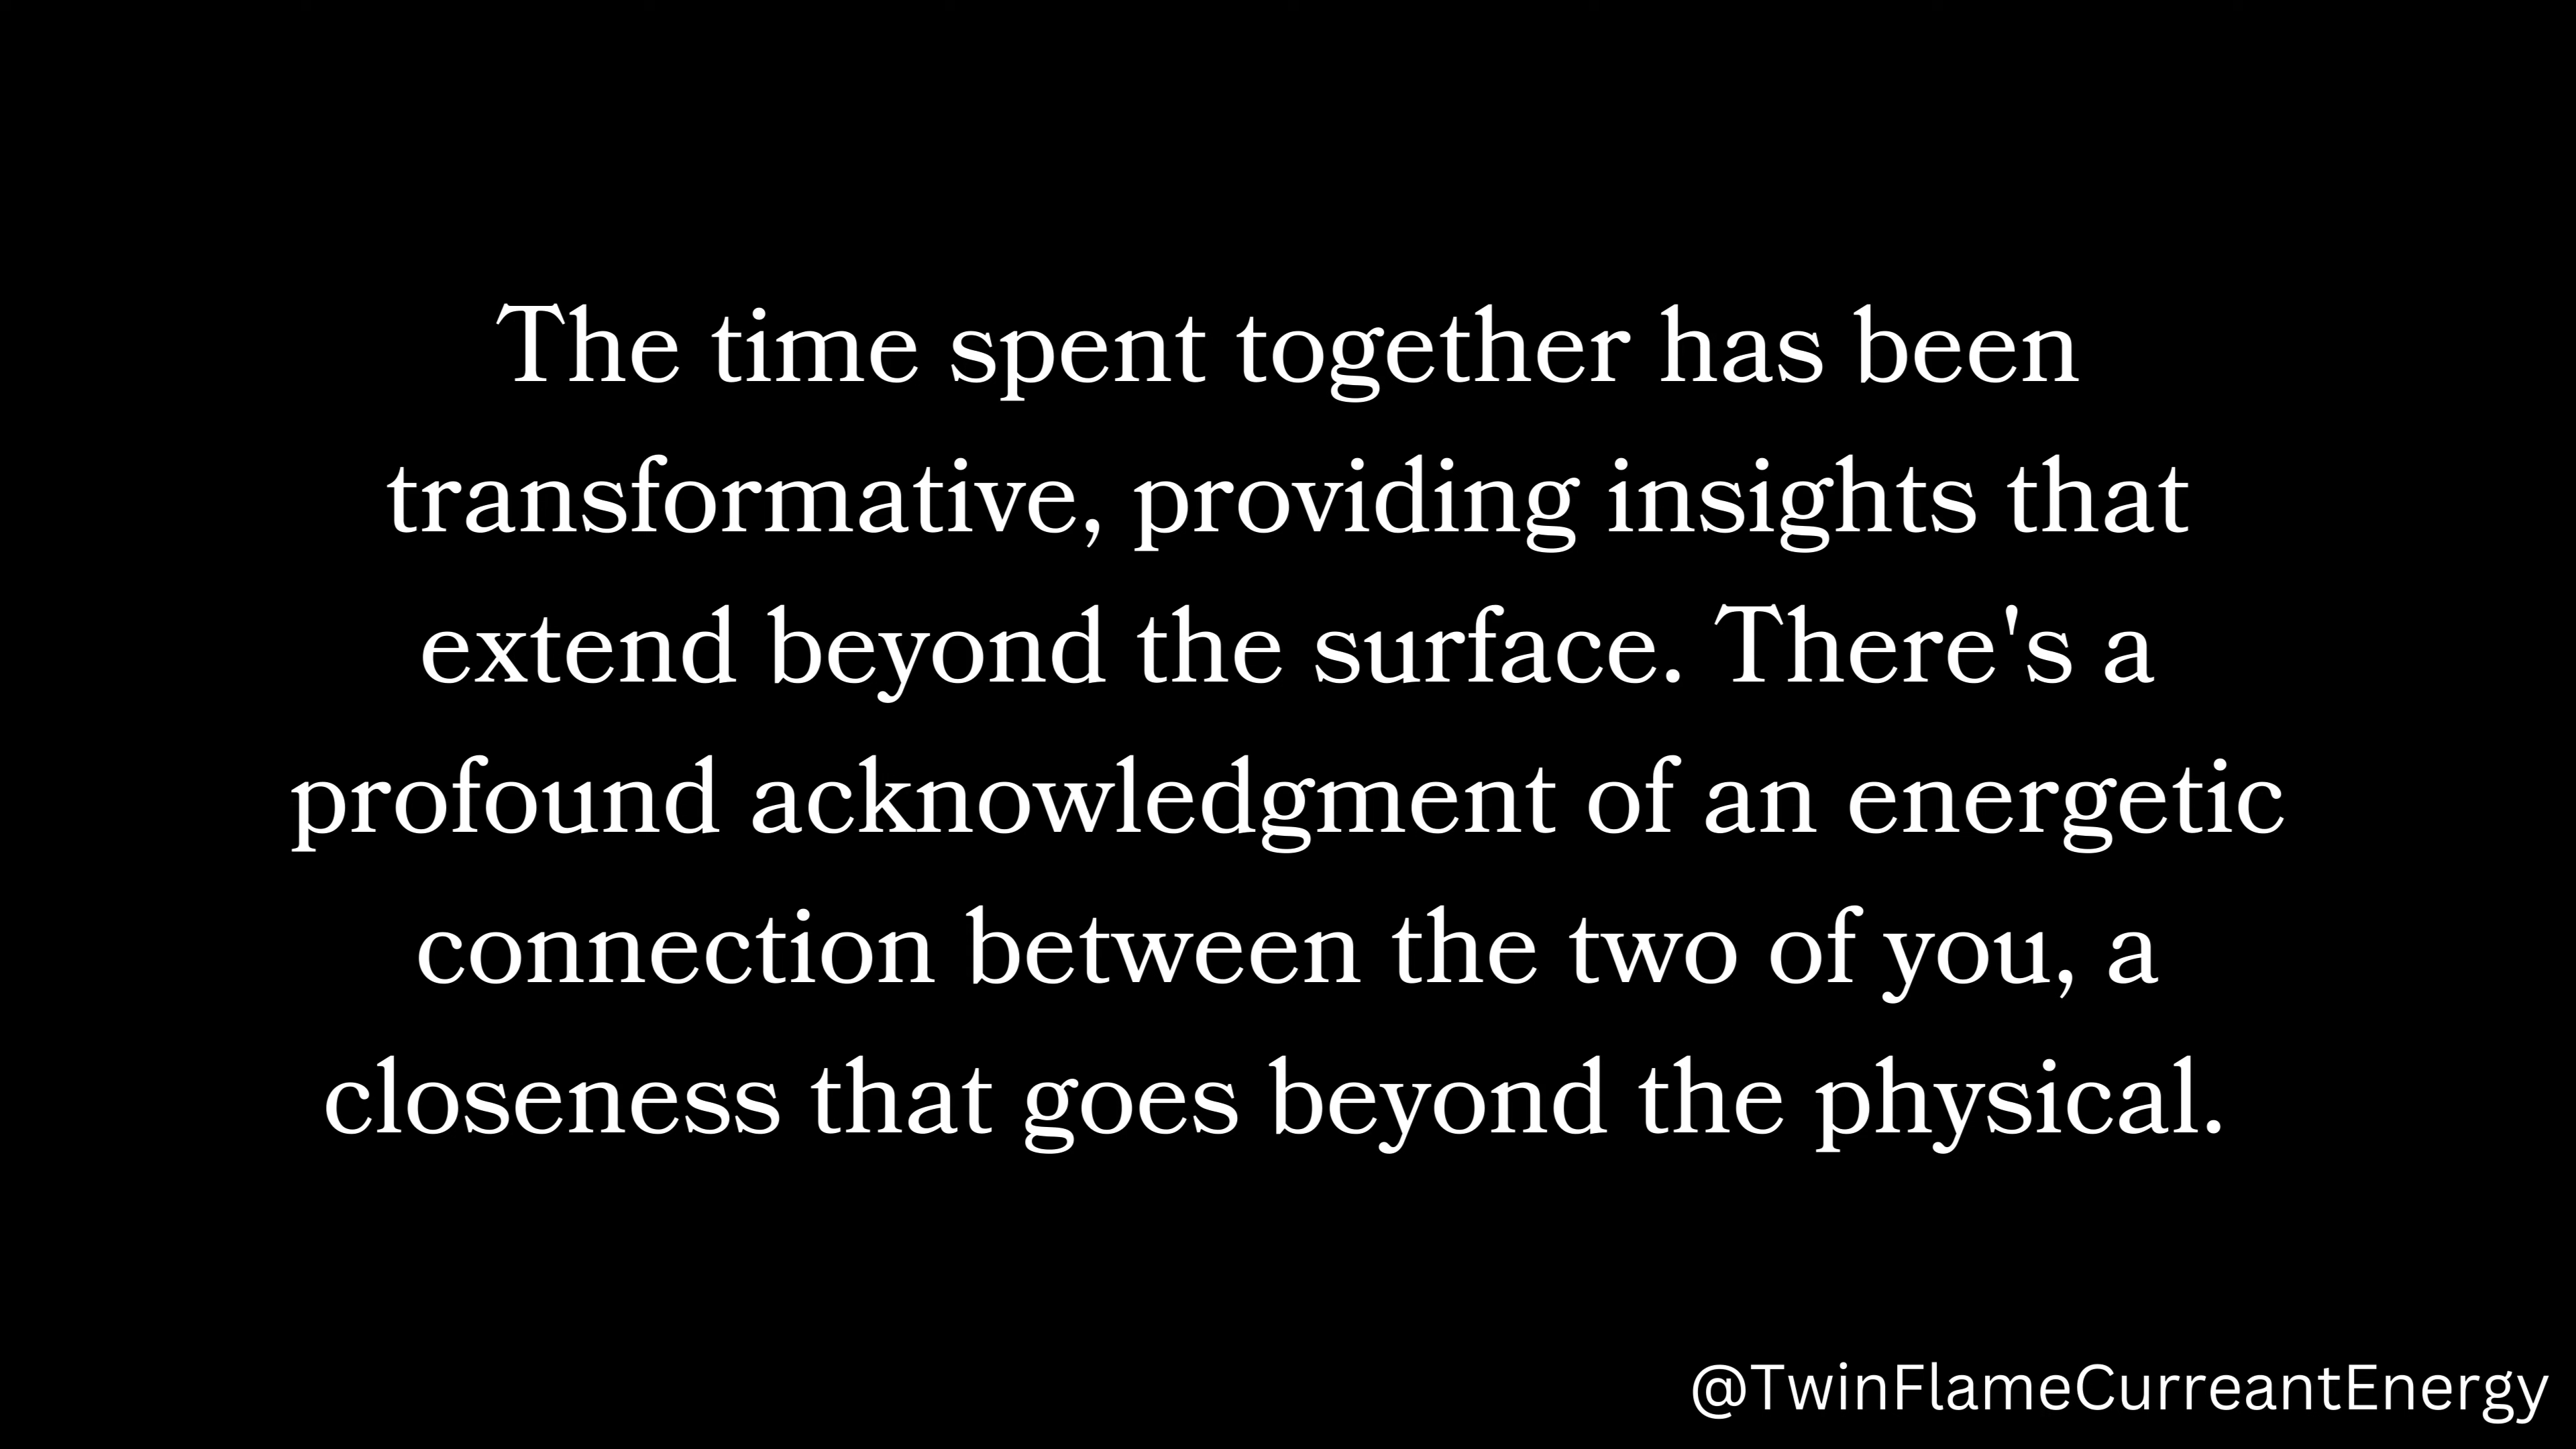 The time spent together has been
transformative, providing insights that
extend beyond the surface. There's a
profound acknowledgment of an energetic
connection between the two of you, a
closeness that goes beyond the physical.
@TwinFlameCurreantEnergy